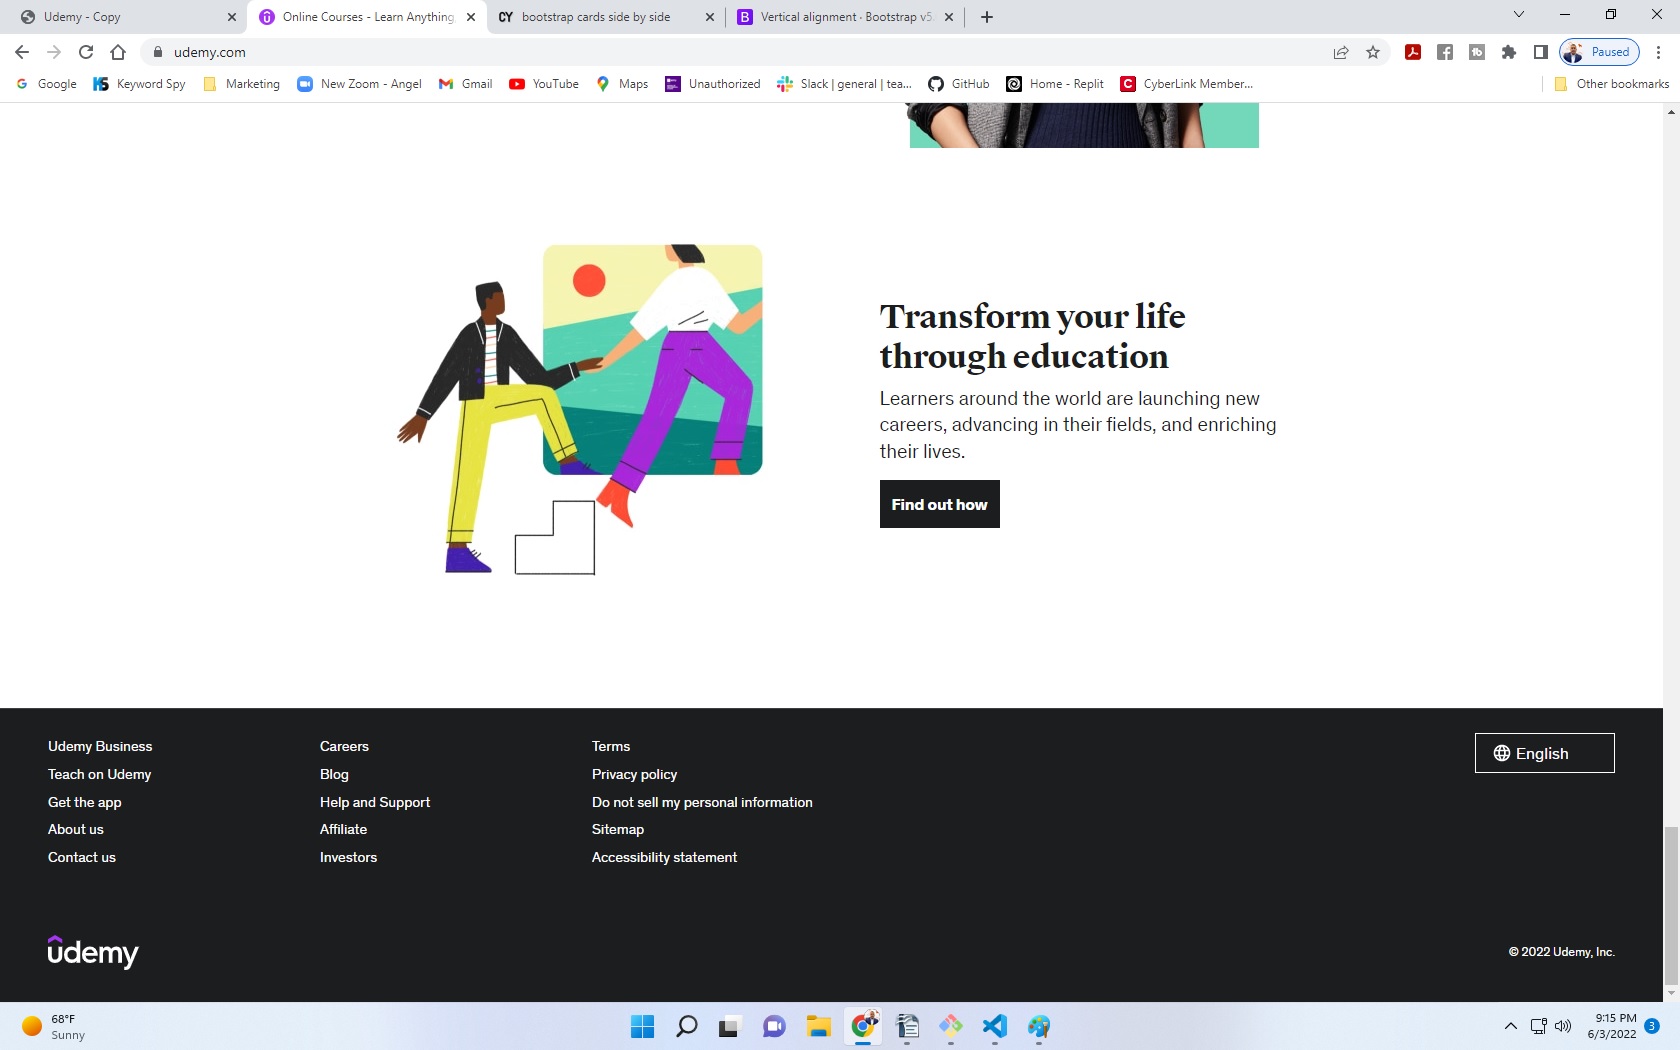 Udemy - Copy
Online Courses - Learn Anything,
CY bootstrap cards side by side
B Vertical alignment · Bootstrap v5.
udemy.com
Paused
G Google
KS Keyword Spy
Marketing
New Zoom - Angel
Gmail
YouTube
Maps
Unauthorized
Slack | general | tea...
GitHub
Home - Replit
C CyberLink Member...
Other bookmarks
Transform your life
through education
Learners around the world are launching new
careers, advancing in their fields, and enriching
their lives.
Find out how
Udemy Business
Teach on Udemy
Get the app
About us
Contact us
Careers
Blog
Help and Support
Affiliate
Investors
Terms
Privacy policy
Do not sell my personal information
Sitemap
Accessibility statement
English
udemy
© 2022 Udemy, Inc.
68°F
Sunny
9:15 PM
6/3/2022
3